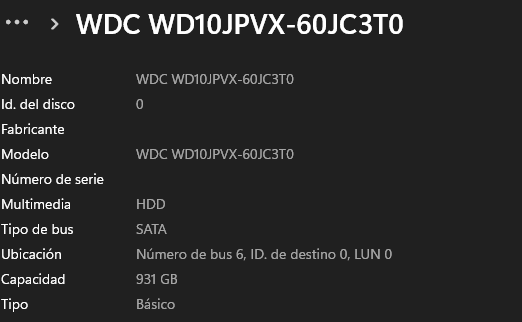 ··· > WDC WD10JPVX-60JC3T0
Nombre WDC WD10JPVX-60JC3T0
Id. del disco 0
Fabricante
Modelo WDC WD10JPVX-60JC3T0
Número de serie
Multimedia HDD
Tipo de bus SATA
Ubicación Número de bus 6, ID. de destino 0, LUN 0
Capacidad 931 GB
Tipo Básico